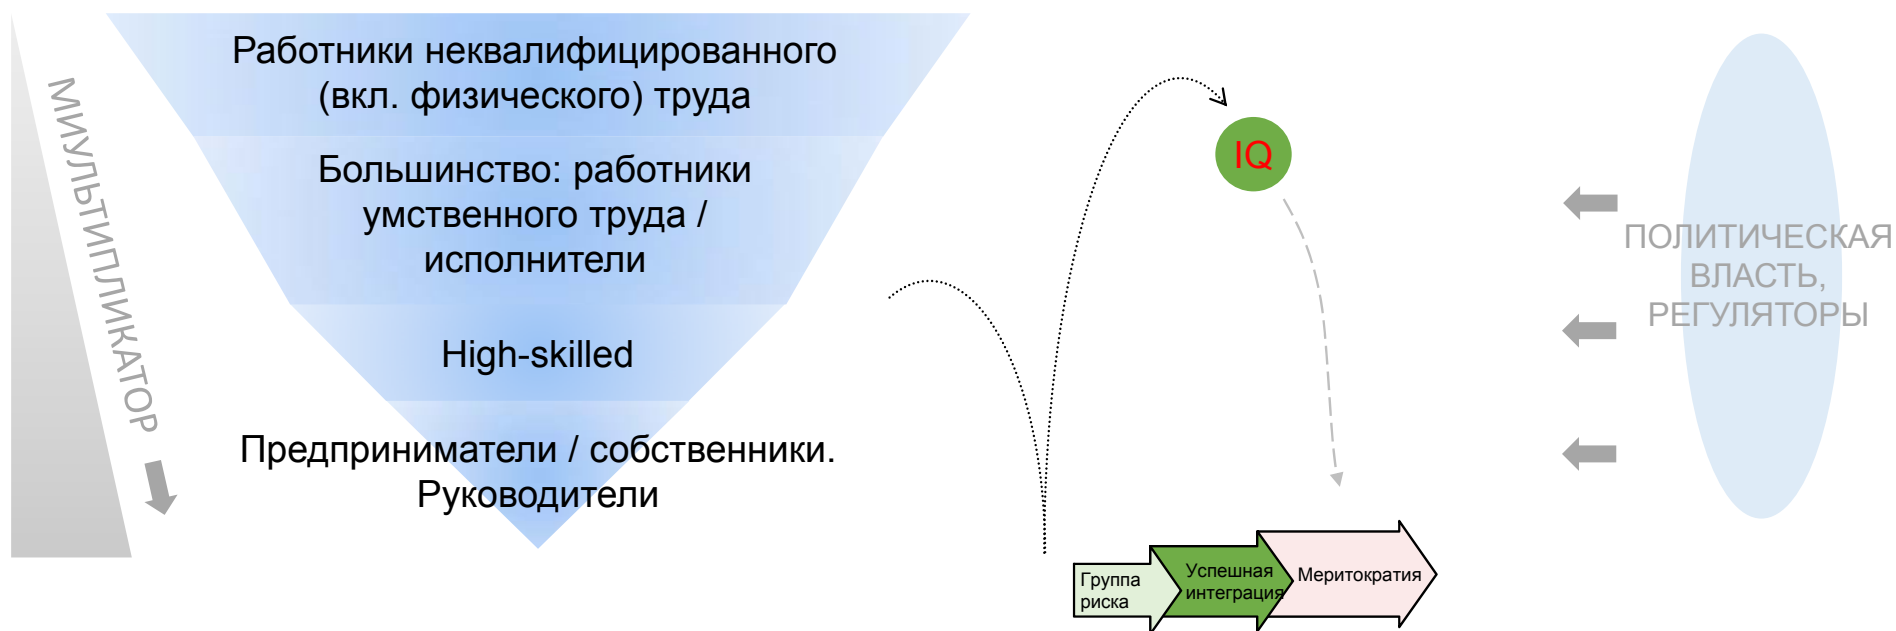 Работники неквалифицированного
(вкл. физического) труда
Большинство: работники
умственного труда /
исполнители
High-skilled
Предприниматели / собственники.
Руководители
МИУЛЬТИПЛИКАТОР
IQ
ПОЛИТИЧЕСКАЯ
ВЛАСТЬ,
РЕГУЛЯТОРЫ
Группа
риска
Успешная
интеграция
Меритократия